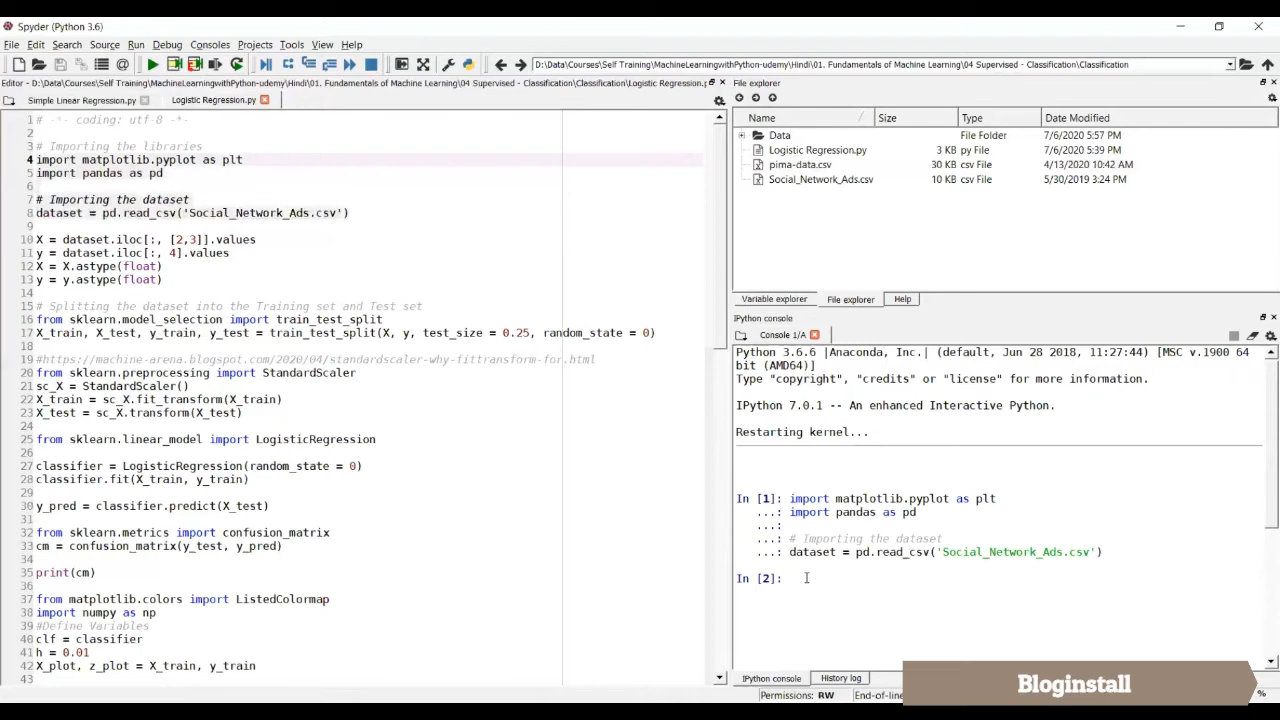 Spyder (Python 3.6)
File Edit Search Source Run Debug Consoles Projects Tools View Help
D:\Data\Courses\Self Training\MachineLearningwithPython-udemy\Hindi\01. Fundamentals of Machine Learning\04 Supervised - Classification\Classification
Editor - D:\Data\Courses\Self Training\MachineLearningwithPython-udemy\Hindi\01. Fundamentals of Machine Learning\04 Supervised - Classification\Classification\Logistic Regression.p
Simple Linear Regression.py Logistic Regression.py
1 # -*- coding: utf-8 -*-
2
3 # Importing the libraries
4 import matplotlib.pyplot as plt
5 import pandas as pd
6
7 # Importing the dataset
8 dataset = pd.read_csv('Social_Network_Ads.csv')
9
10 X = dataset.iloc[:, [2,3]].values
11 y = dataset.iloc[:, 4].values
12 X = X.astype(float)
13 y = y.astype(float)
14
15 # Splitting the dataset into the Training set and Test set
16 from sklearn.model_selection import train_test_split
17 X_train, X_test, y_train, y_test = train_test_split(X, y, test_size = 0.25, random_state = 0)
18
19 #https://machine-arena.blogspot.com/2020/04/standardscaler-why-fittransform-for.html
20 from sklearn.preprocessing import StandardScaler
21 sc_X = StandardScaler()
22 X_train = sc_X.fit_transform(X_train)
23 X_test = sc_X.transform(X_test)
24
25 from sklearn.linear_model import LogisticRegression
26
27 classifier = LogisticRegression(random_state = 0)
28 classifier.fit(X_train, y_train)
29
30 y_pred = classifier.predict(X_test)
31
32 from sklearn.metrics import confusion_matrix
33 cm = confusion_matrix(y_test, y_pred)
34
35 print(cm)
36
37 from matplotlib.colors import ListedColormap
38 import numpy as np
39 #Define Variables
40 clf = classifier
41 h = 0.01
42 X_plot, z_plot = X_train, y_train
43
File explorer
Name Size Type Date Modified
Data File Folder 7/6/2020 5:57 PM
Logistic Regression.py 3 KB py File 7/6/2020 5:39 PM
pima-data.csv 30 KB csv File 4/13/2020 10:42 AM
Social_Network_Ads.csv 10 KB csv File 5/30/2019 3:24 PM
Variable explorer File explorer Help
IPython console
Console 1/A
Python 3.6.6 |Anaconda, Inc.| (default, Jun 28 2018, 11:27:44) [MSC v.1900 64
bit (AMD64)]
Type "copyright", "credits" or "license" for more information.
IPython 7.0.1 -- An enhanced Interactive Python.
Restarting kernel...
In [1]: import matplotlib.pyplot as plt
...: import pandas as pd
...:
...: # Importing the dataset
...: dataset = pd.read_csv('Social_Network_Ads.csv')
In [2]:
IPython console History log
Permissions: RW End-of-line
%
Bloginstall